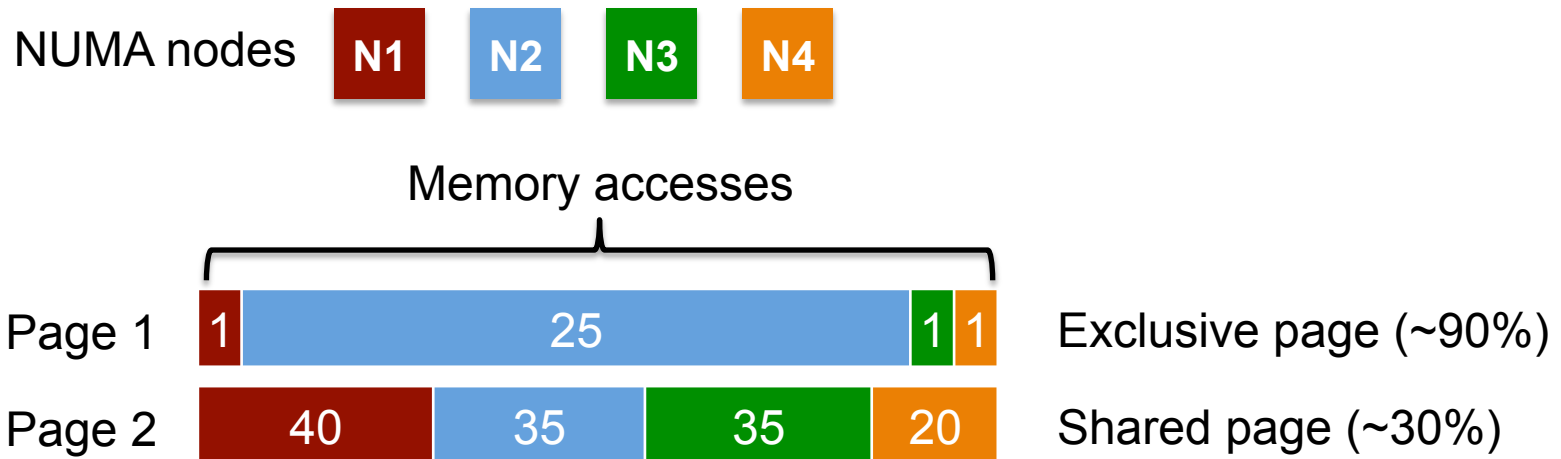 NUMA nodes N1 N2 N3 N4
Memory accesses
Page 1 1 25 1 1 Exclusive page (~90%)
Page 2 40 35 35 20 Shared page (~30%)